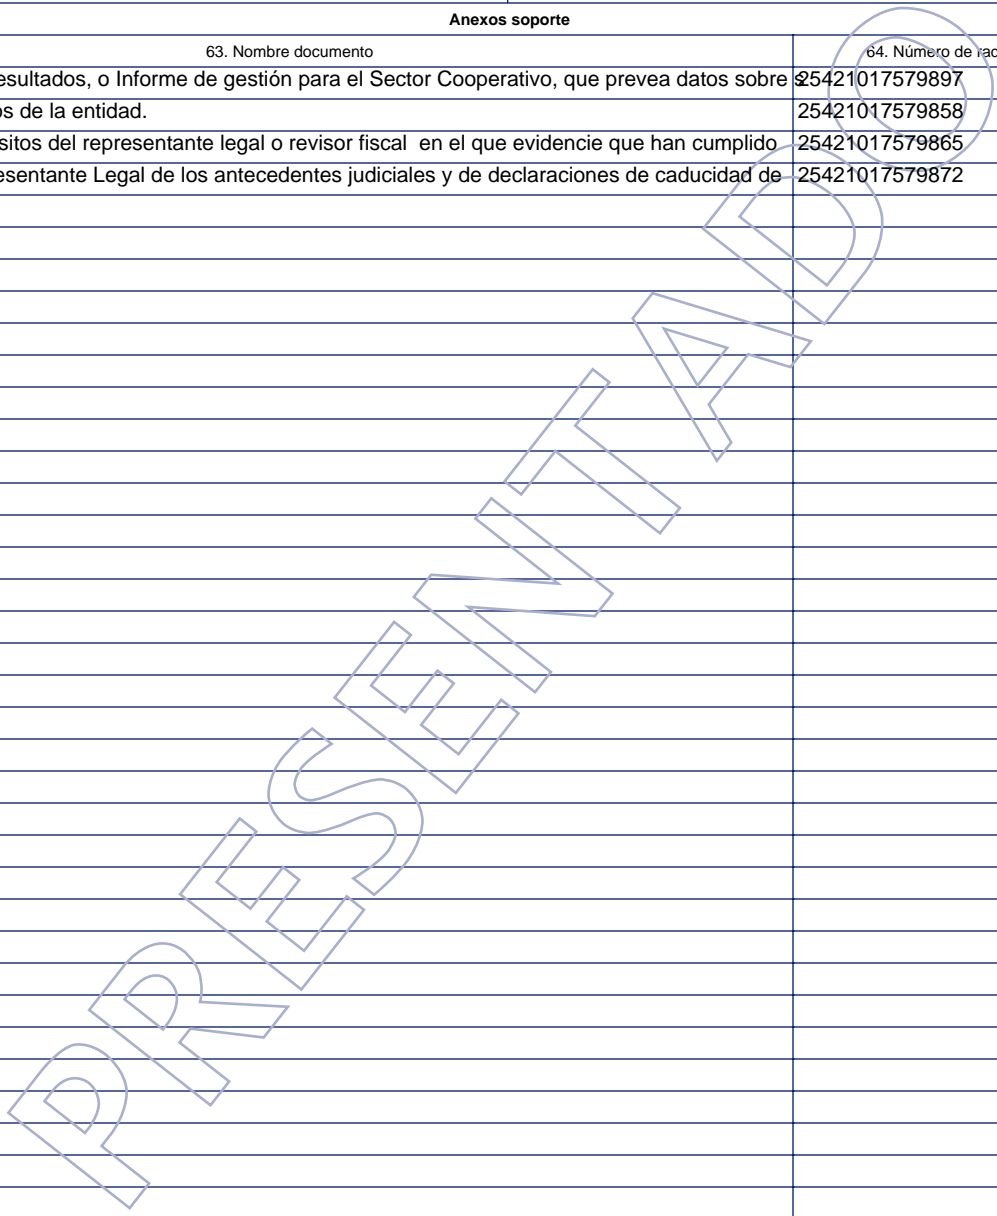 Anexos soporte
63. Nombre documento 64. Número de rad
esultados, o Informe de gestión para el Sector Cooperativo, que prevea datos sobre s 25421017579897
os de la entidad. 25421017579858
sitos del representante legal o revisor fiscal en el que evidencie que han cumplido 25421017579865
esentante Legal de los antecedentes judiciales y de declaraciones de caducidad de 25421017579872
PRESENTADO